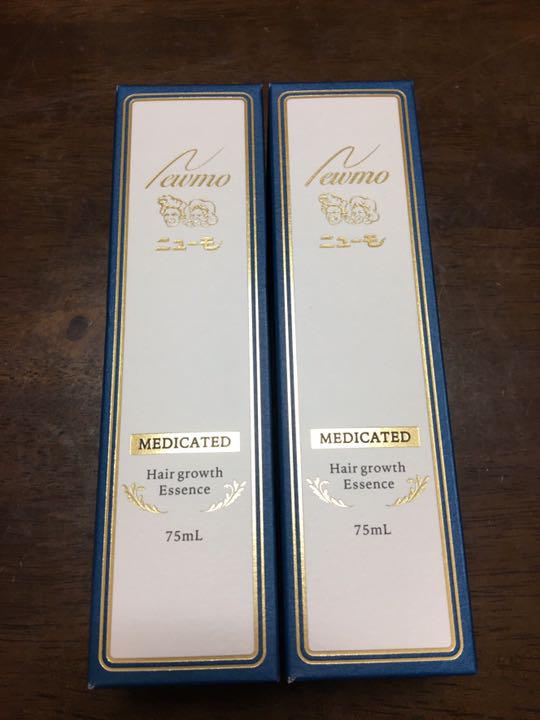 Newmo
ニューモ
MEDICATED
Hair growth
Essence
75mL
Newmo
ニューモ
MEDICATED
Hair growth
Essence
75mL